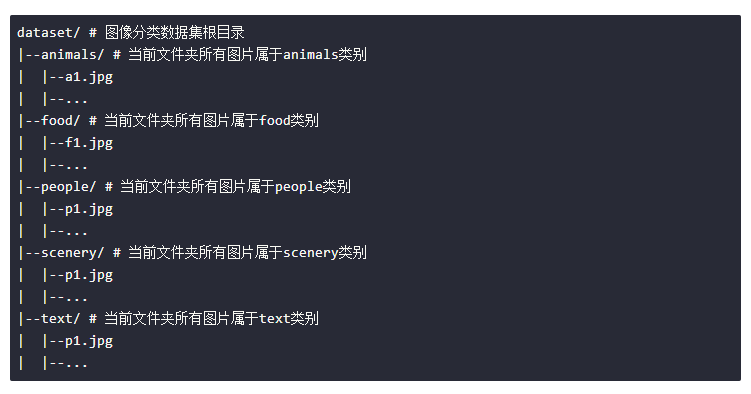 dataset/ # 图像分类数据集根目录
|--animals/ # 当前文件夹所有图片属于animals类别
|  |--a1.jpg
|  |--...
|--food/ # 当前文件夹所有图片属于food类别
|  |--f1.jpg
|  |--...
|--people/ # 当前文件夹所有图片属于people类别
|  |--p1.jpg
|  |--...
|--scenery/ # 当前文件夹所有图片属于scenery类别
|  |--p1.jpg
|  |--...
|--text/ # 当前文件夹所有图片属于text类别
|  |--p1.jpg
|  |--...